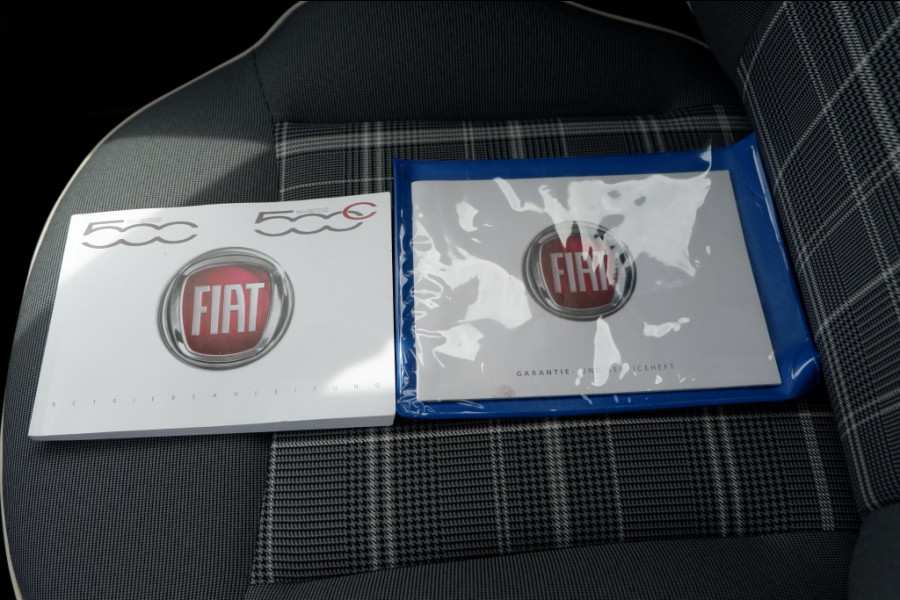 500 500C
FIAT
BETRIEBSANLEITUNG
FIAT
GARANTIE- UND SERVICEHEFT